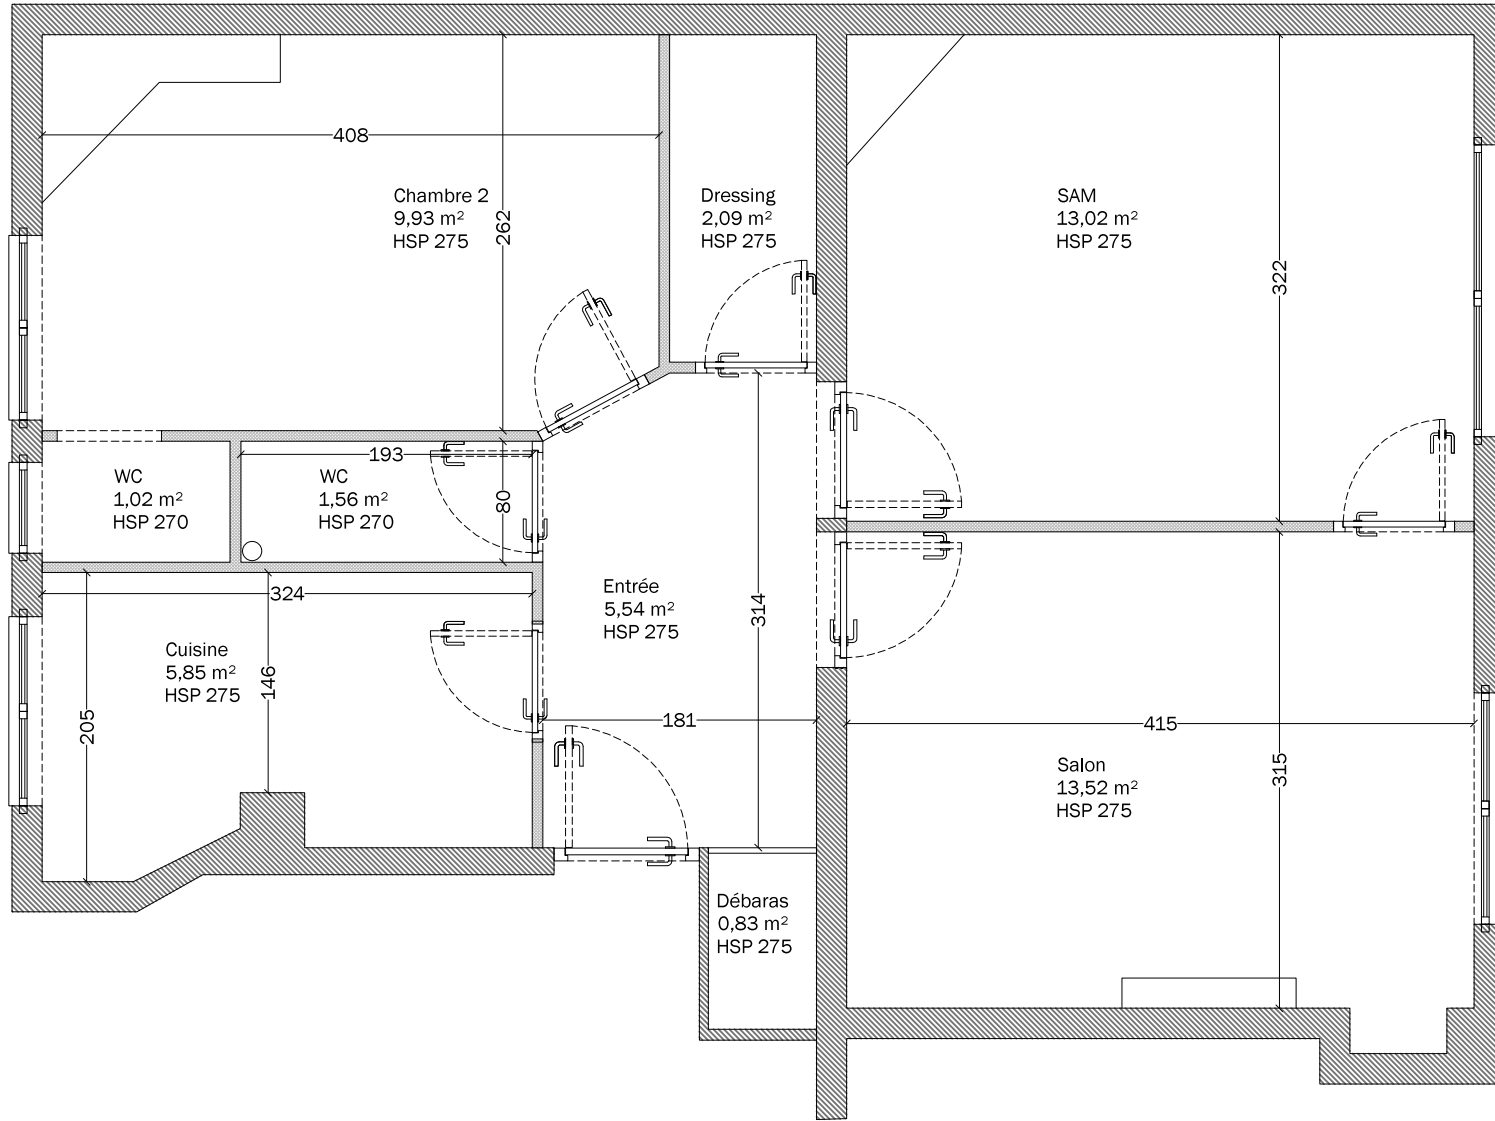 408
Chambre 2
9,93 m²
HSP 275
262
Dressing
2,09 m²
HSP 275
SAM
13,02 m²
HSP 275
322
WC
1,02 m²
HSP 270
193
WC
1,56 m²
HSP 270
80
324
Cuisine
5,85 m²
HSP 275
146
205
Entrée
5,54 m²
HSP 275
314
181
415
Salon
13,52 m²
HSP 275
315
Débaras
0,83 m²
HSP 275